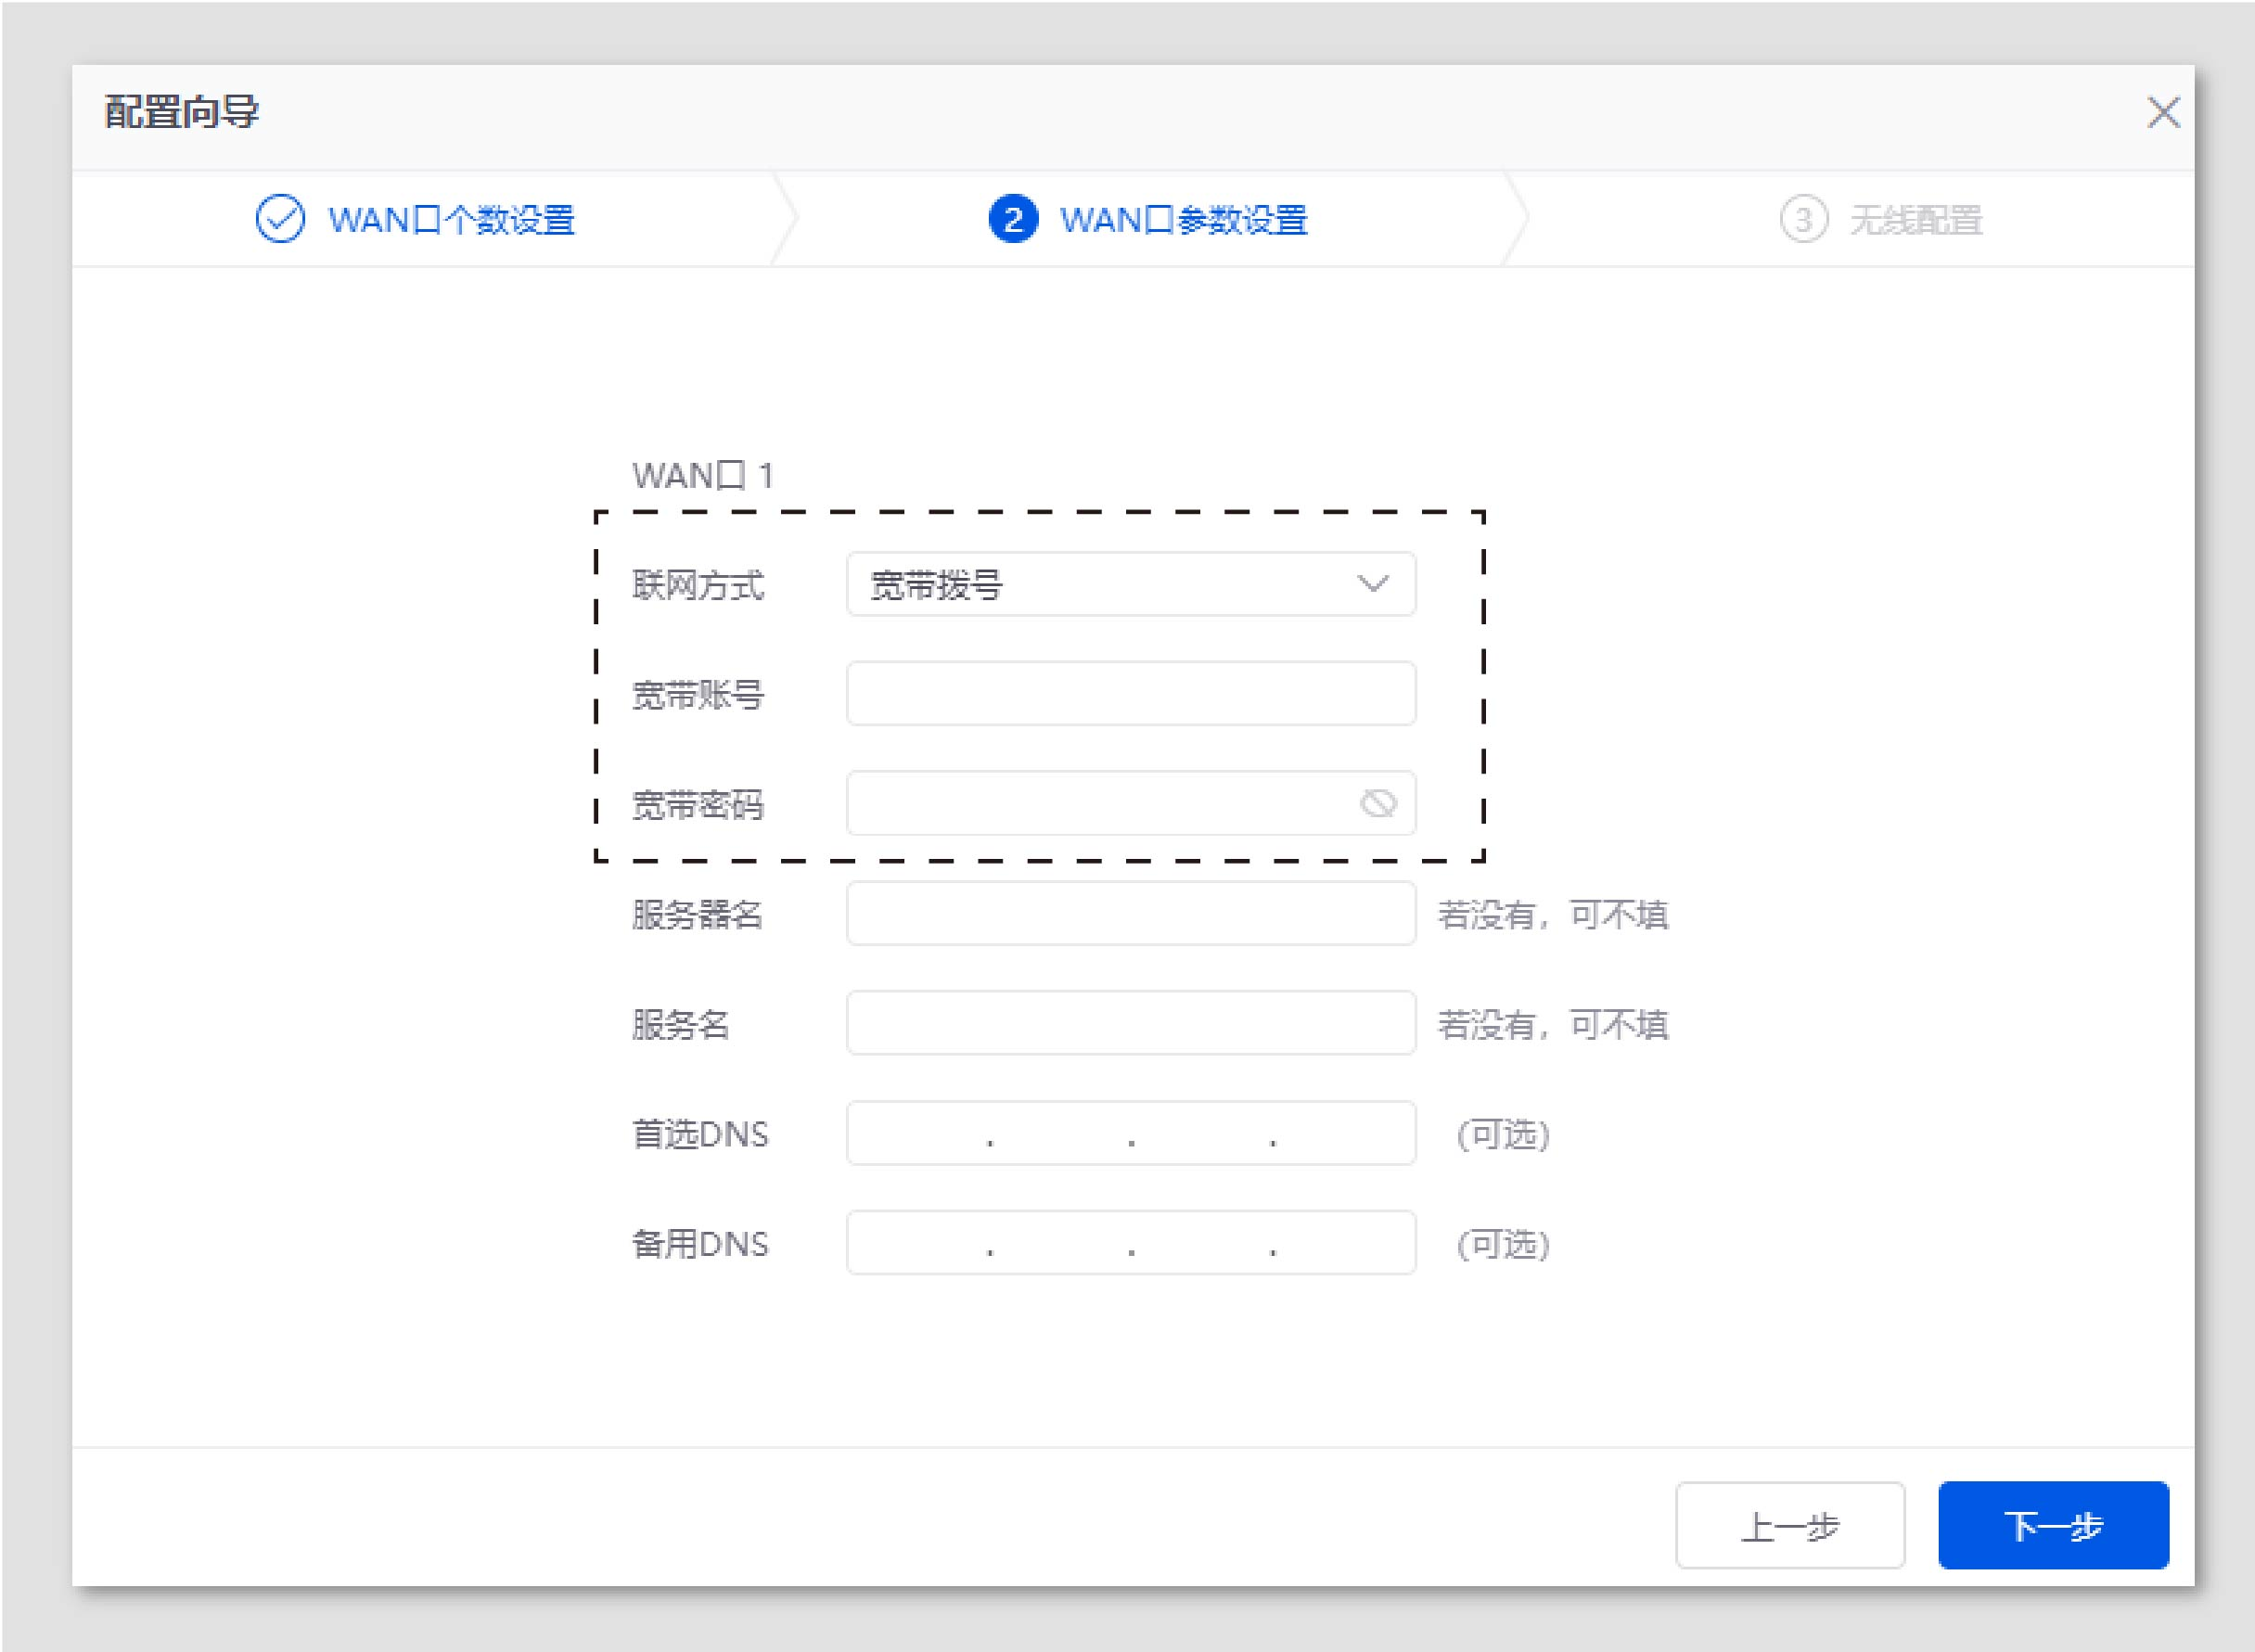 配置向导
WAN口个数设置
2 WAN口参数设置
3 无线配置
WAN口 1
联网方式 宽带拨号
宽带账号
宽带密码
服务器名 若没有，可不填
服务名 若没有，可不填
首选DNS . . . (可选)
备用DNS . . . (可选)
上一步 下一步